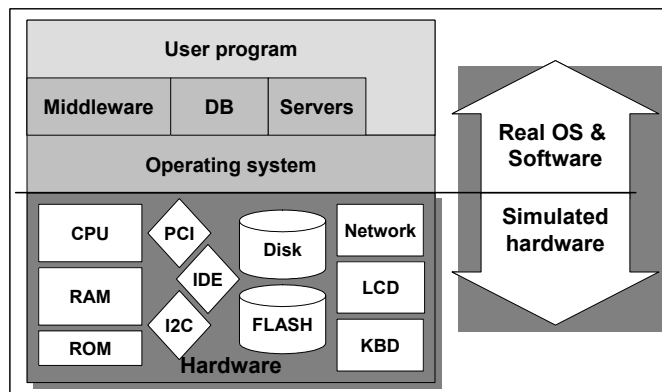 User program
Middleware
DB
Servers
Operating system
Real OS &
Software
Simulated
hardware
CPU
PCI
Disk
Network
RAM
IDE
LCD
I2C
FLASH
ROM
KBD
Hardware